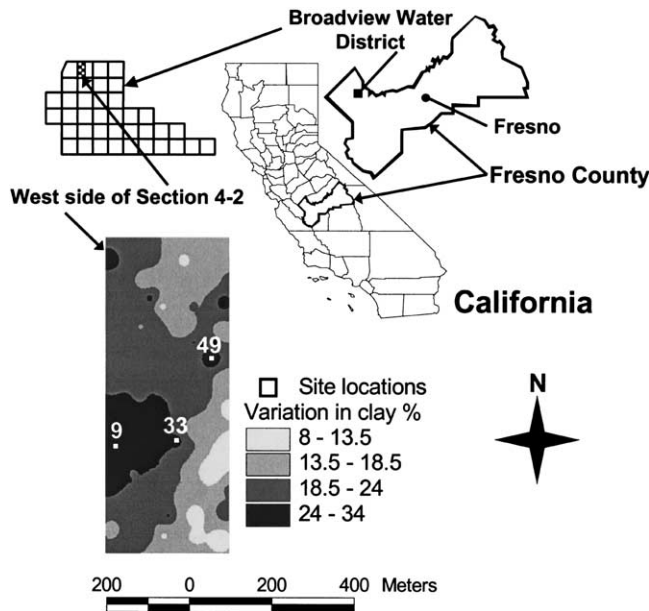 Broadview Water
District
Fresno
Fresno County
West side of Section 4-2
California
49
9
33
N
Site locations
Variation in clay %
8 - 13.5
13.5 - 18.5
18.5 - 24
24 - 34
200 0 200 400 Meters